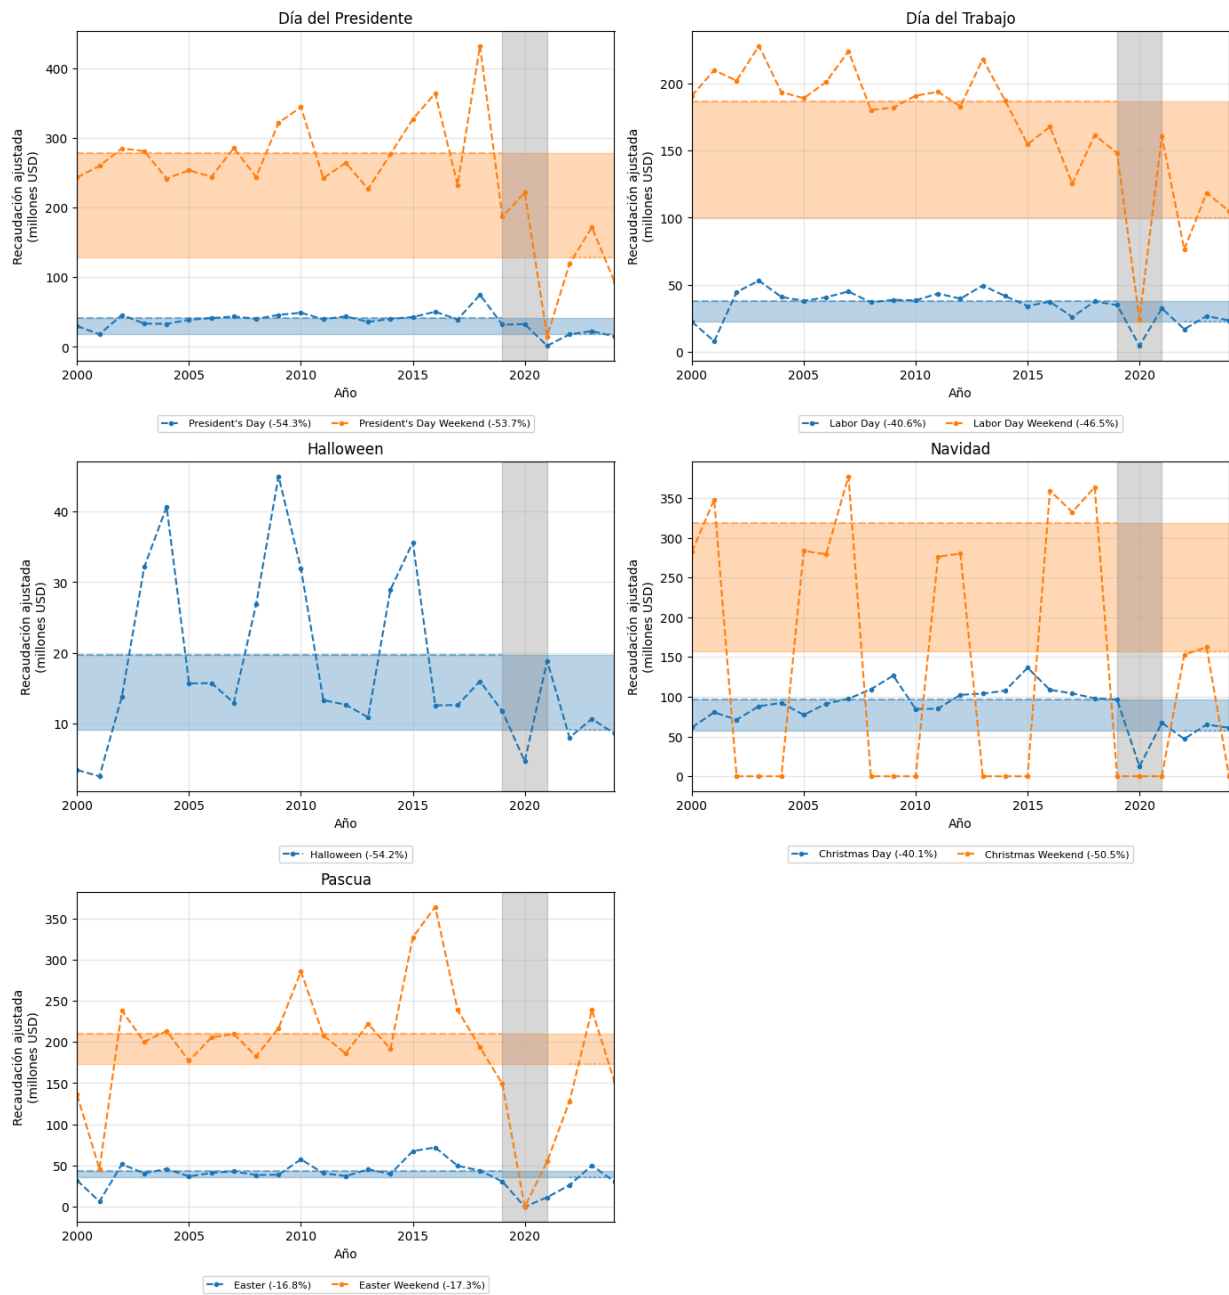 Día del Presidente
Recaudación ajustada
(millones USD)
400
300
200
100
0
2000
2005
2010
2015
2020
Año
President's Day (-54.3%)
President's Day Weekend (-53.7%)
Día del Trabajo
Recaudación ajustada
(millones USD)
200
150
100
50
0
2000
2005
2010
2015
2020
Año
Labor Day (-40.6%)
Labor Day Weekend (-46.5%)
Halloween
Recaudación ajustada
(millones USD)
40
30
20
10
2000
2005
2010
2015
2020
Año
Halloween (-54.2%)
Navidad
Recaudación ajustada
(millones USD)
350
300
250
200
150
100
50
0
2000
2005
2010
2015
2020
Año
Christmas Day (-40.1%)
Christmas Weekend (-50.5%)
Pascua
Recaudación ajustada
(millones USD)
350
300
250
200
150
100
50
0
2000
2005
2010
2015
2020
Año
Easter (-16.8%)
Easter Weekend (-17.3%)